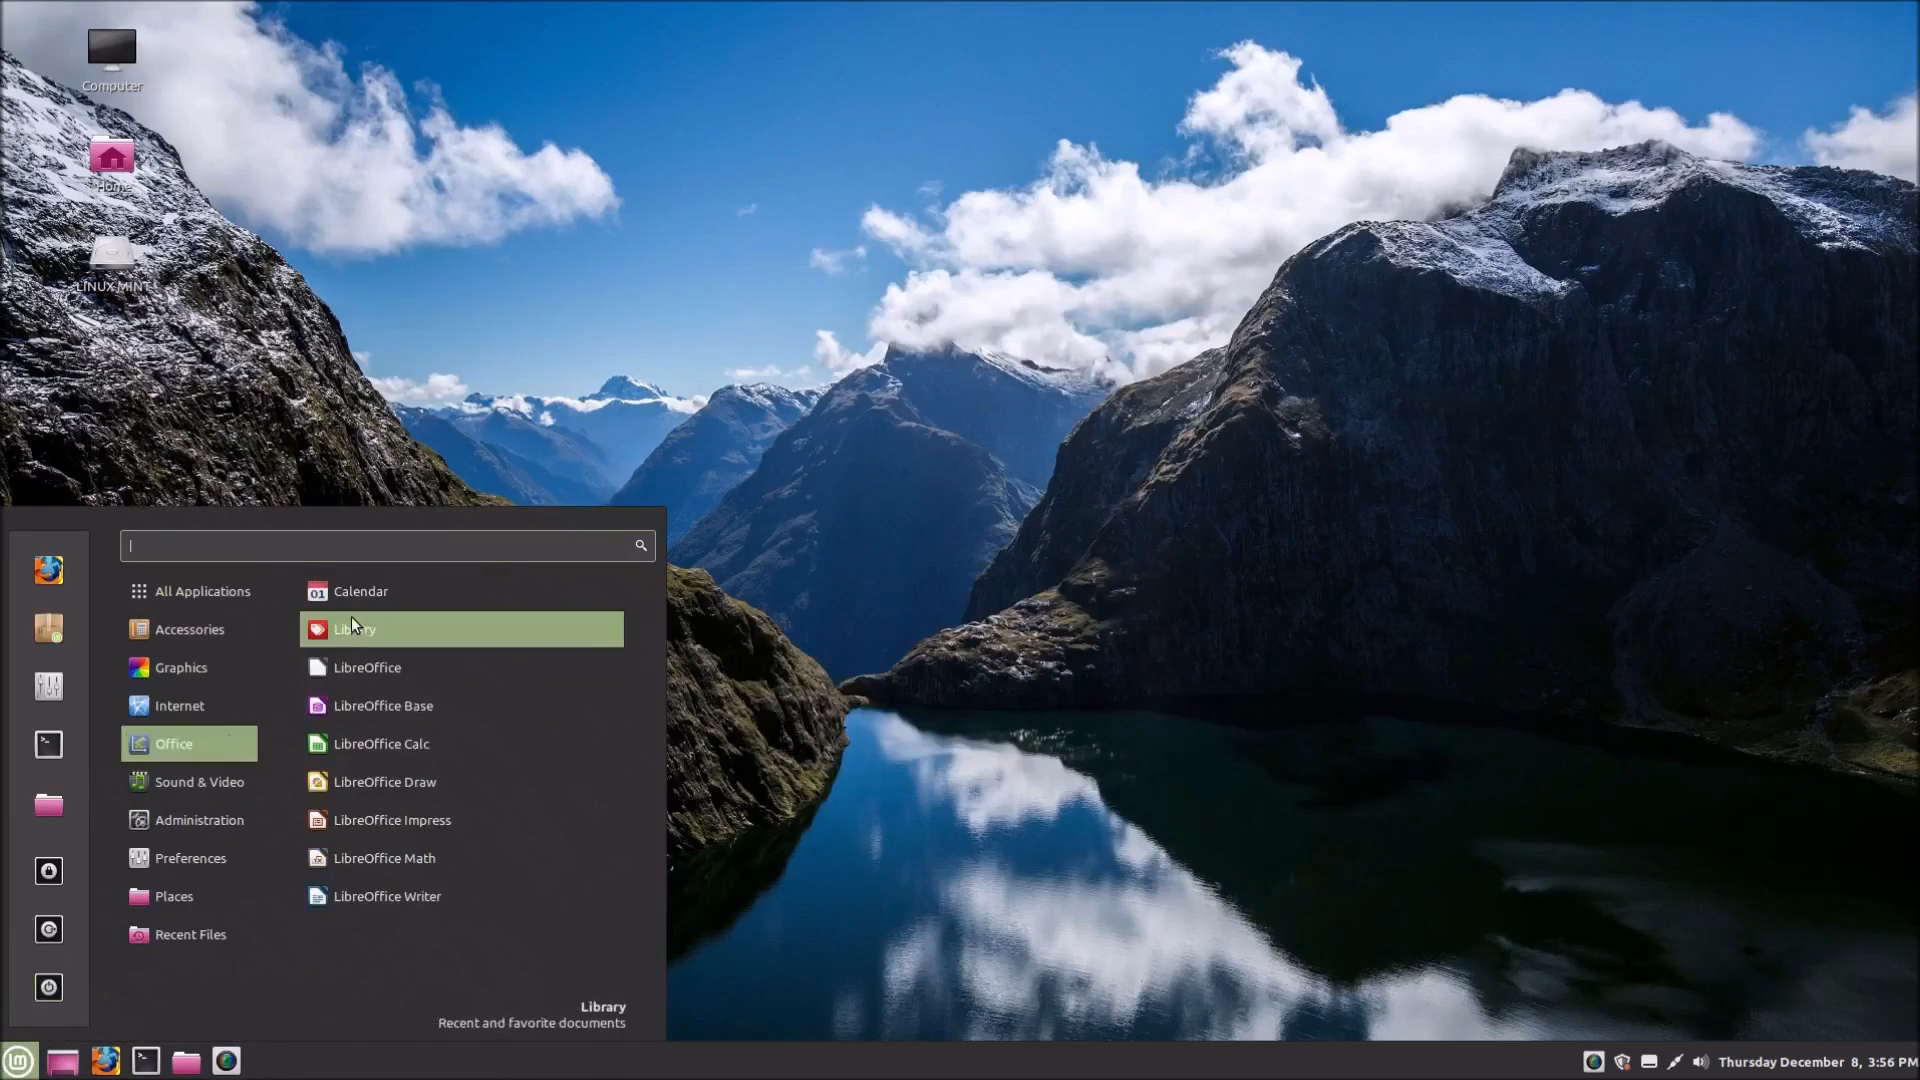 Computer
Home
LINUX MINT
All Applications
Accessories
Graphics
Internet
Office
Sound & Video
Administration
Preferences
Places
Recent Files
Calendar
Library
LibreOffice
LibreOffice Base
LibreOffice Calc
LibreOffice Draw
LibreOffice Impress
LibreOffice Math
LibreOffice Writer
Library
Recent and favorite documents
Thursday December 8, 3:56 PM